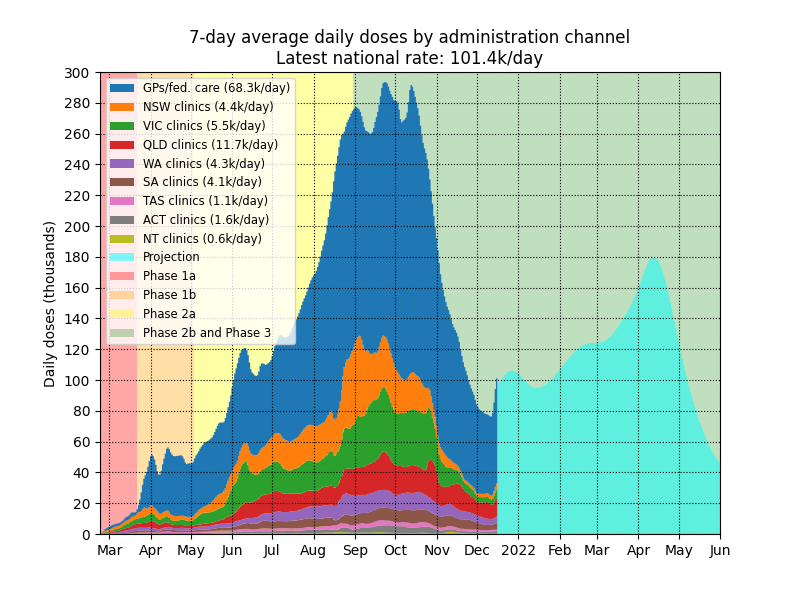 7-day average daily doses by administration channel
Latest national rate: 101.4k/day
Daily doses (thousands)
300
280
260
240
220
200
180
160
140
120
100
80
60
40
20
0
GPs/fed. care (68.3k/day)
NSW clinics (4.4k/day)
VIC clinics (5.5k/day)
QLD clinics (11.7k/day)
WA clinics (4.3k/day)
SA clinics (4.1k/day)
TAS clinics (1.1k/day)
ACT clinics (1.6k/day)
NT clinics (0.6k/day)
Projection
Phase 1a
Phase 1b
Phase 2a
Phase 2b and Phase 3
Mar Apr May Jun Jul Aug Sep Oct Nov Dec 2022 Feb Mar Apr May Jun